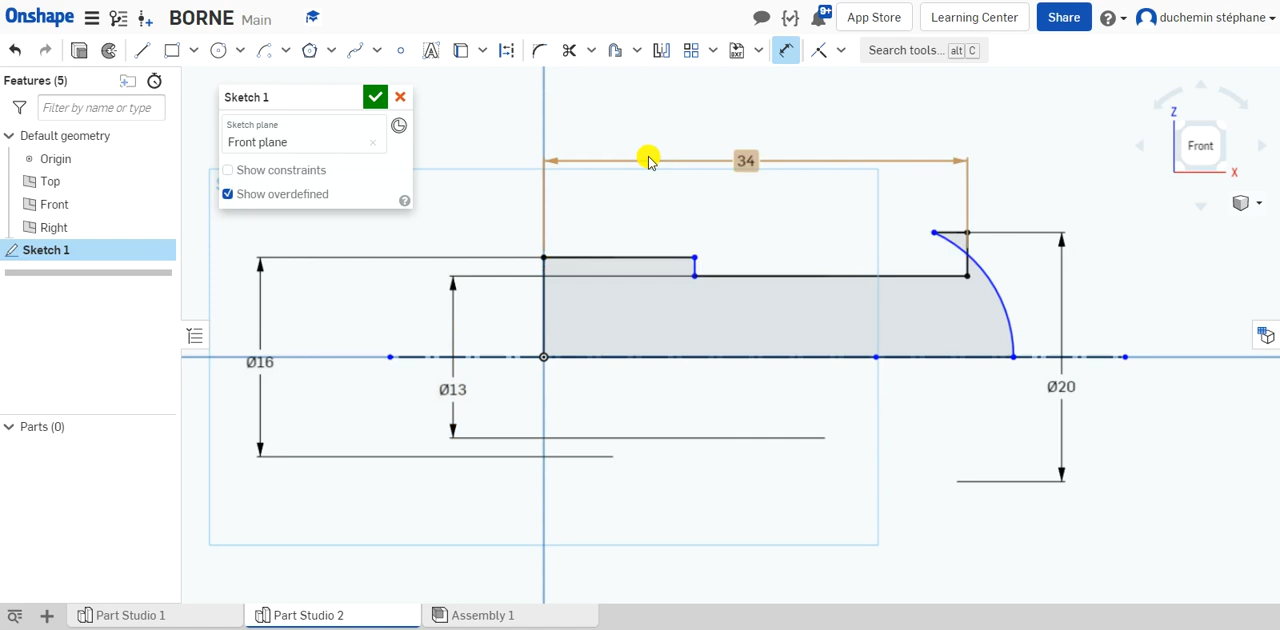 Onshape BORNE Main 9+ App Store Learning Center Share duchemin stéphane
Search tools... alt C
Features (5)
Filter by name or type
Default geometry
Origin
Top
Front
Right
Sketch 1
Parts (0)
Sketch 1
Sketch plane
Front plane
Show constraints
Show overdefined
34
Ø16
Ø13
Ø20
Z
Front
X
Part Studio 1 Part Studio 2 Assembly 1